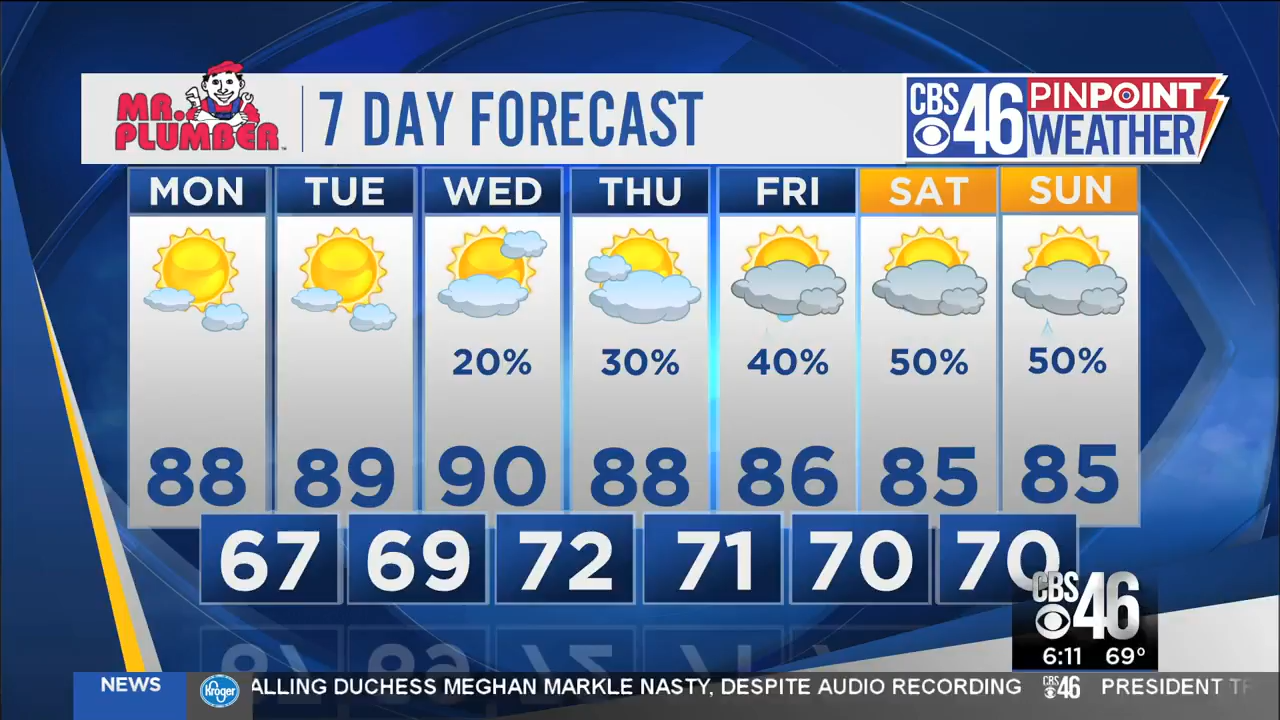 MR. PLUMBER™
7 DAY FORECAST
CBS 46 PINPOINT WEATHER
MON TUE WED THU FRI SAT SUN
20% 30% 40% 50% 50%
88 89 90 88 86 85 85
67 69 72 71 70 70
CBS 46
6:11 69°
NEWS Kroger ALLING DUCHESS MEGHAN MARKLE NASTY, DESPITE AUDIO RECORDING CBS 46 PRESIDENT TR